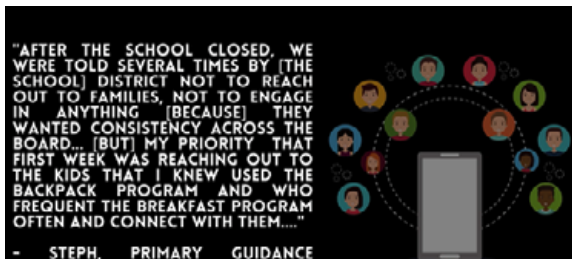 "AFTER THE SCHOOL CLOSED, WE
WERE TOLD SEVERAL TIMES BY [THE
SCHOOL] DISTRICT NOT TO REACH
OUT TO FAMILIES, NOT TO ENGAGE
IN ANYTHING [BECAUSE] THEY
WANTED CONSISTENCY ACROSS THE
BOARD... [BUT] MY PRIORITY THAT
FIRST WEEK WAS REACHING OUT TO
THE KIDS THAT I KNEW USED THE
BACKPACK PROGRAM AND WHO
FREQUENT THE BREAKFAST PROGRAM
OFTEN AND CONNECT WITH THEM...."
- STEPH, PRIMARY GUIDANCE